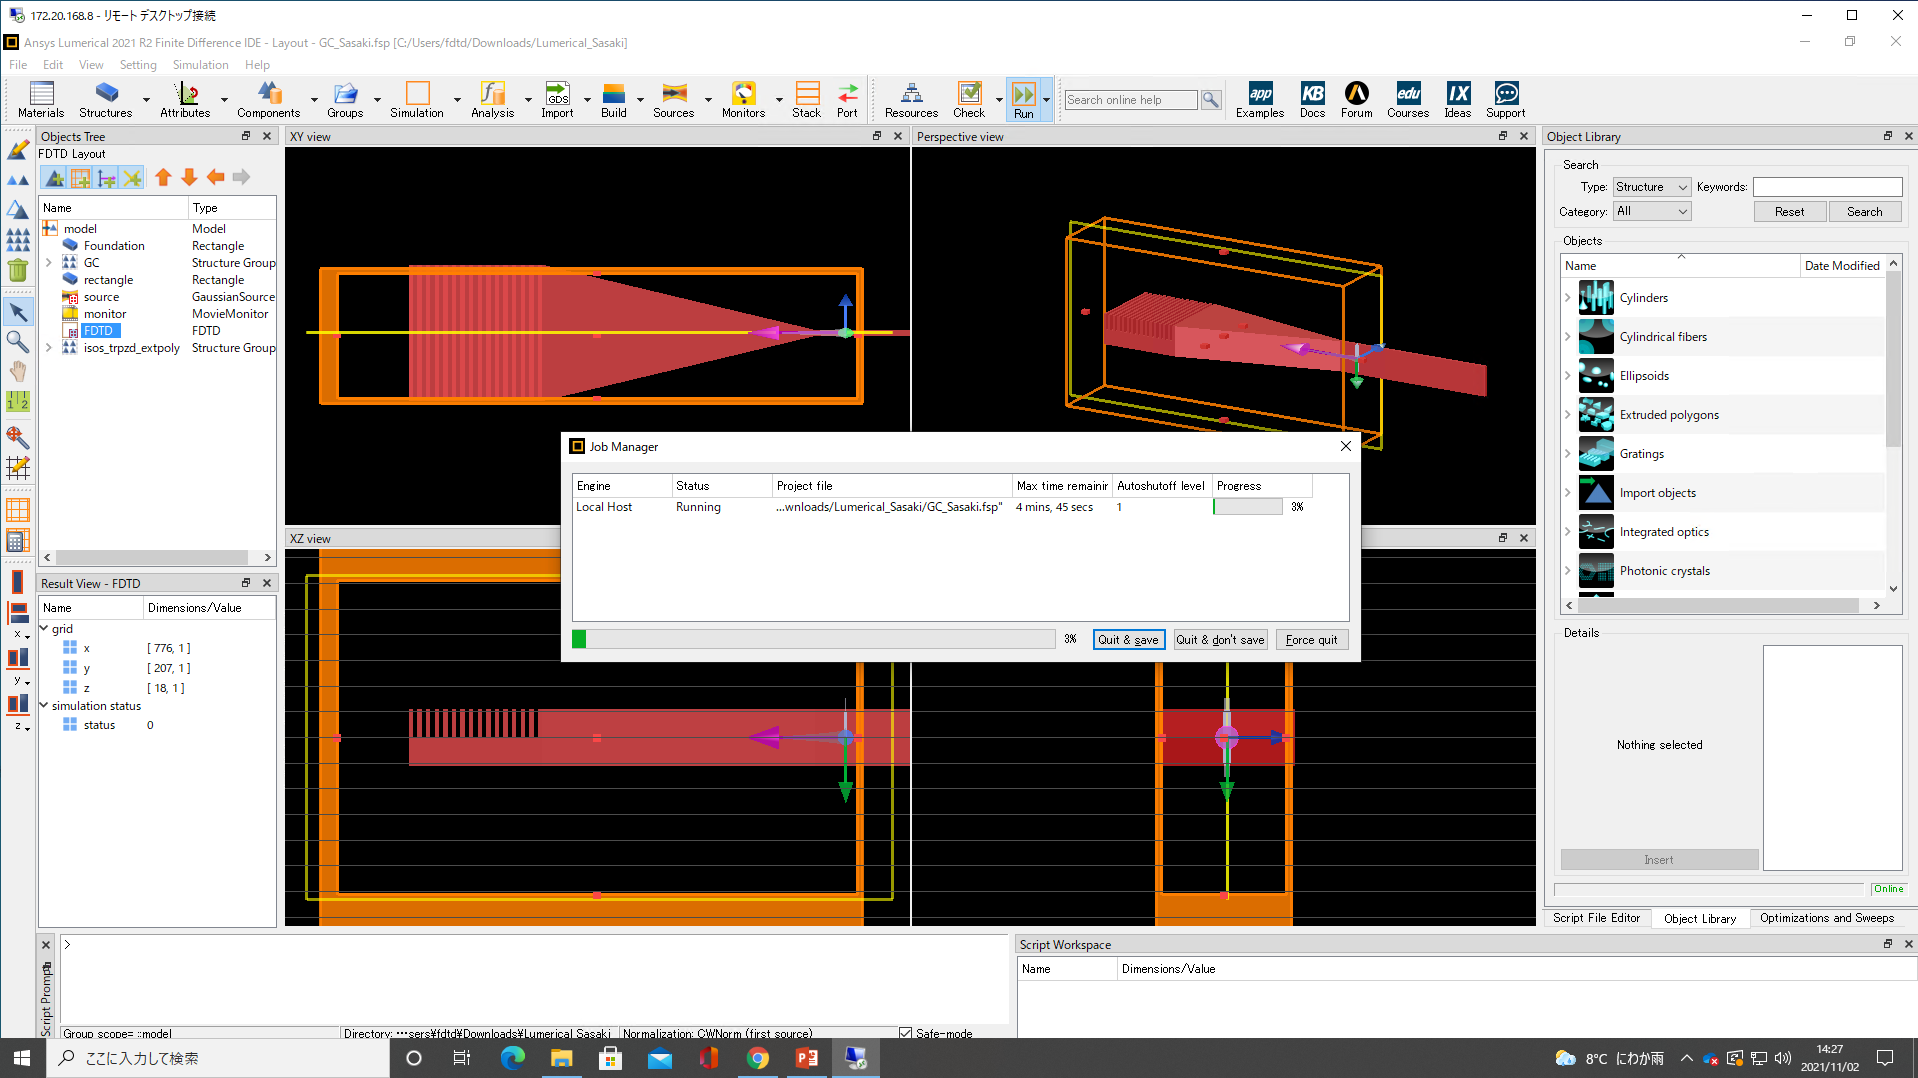 172.20.168.8 - リモート デスクトップ接続
Ansys Lumerical 2021 R2 Finite Difference IDE - Layout - GC_Sasaki.fsp [C:/Users/fdtd/Downloads/Lumerical_Sasaki]
File Edit View Setting Simulation Help
Materials Structures Attributes Components Groups Simulation Analysis Import Build Sources Monitors Stack Port Resources Check Run Search online help Examples Docs Forum Courses Ideas Support
GDS
app KB edu IX
Objects Tree
FDTD Layout
Name Type
model Model
Foundation Rectangle
GC Structure Group
rectangle Rectangle
source GaussianSource
monitor MovieMonitor
FDTD FDTD
isos_trpzd_extpoly Structure Group
1 2
x
y
z
Result View - FDTD
Name Dimensions/Value
grid
x [ 776, 1 ]
y [ 207, 1 ]
z [ 18, 1 ]
simulation status
status 0
XY view
Perspective view
XZ view
Job Manager
Engine Status Project file Max time remainir Autoshutoff level Progress
Local Host Running ...wnloads/Lumerical_Sasaki/GC_Sasaki.fsp" 4 mins, 45 secs 1 3%
3% Quit & save Quit & don't save Force quit
Object Library
Search
Type: Structure Keywords:
Category: All Reset Search
Objects
Name Date Modified
Cylinders
Cylindrical fibers
Ellipsoids
Extruded polygons
Gratings
Import objects
Integrated optics
Photonic crystals
Details
Nothing selected
Insert
Online
Script File Editor Object Library Optimizations and Sweeps
Script Prompt
>
Group scope= ::model Directory: …sers¥fdtd¥Downloads¥Lumerical_Sasaki Normalization: CWNorm (first source) Safe-mode
Script Workspace
Name Dimensions/Value
ここに入力して検索
8°C にわか雨
14:27
2021/11/02